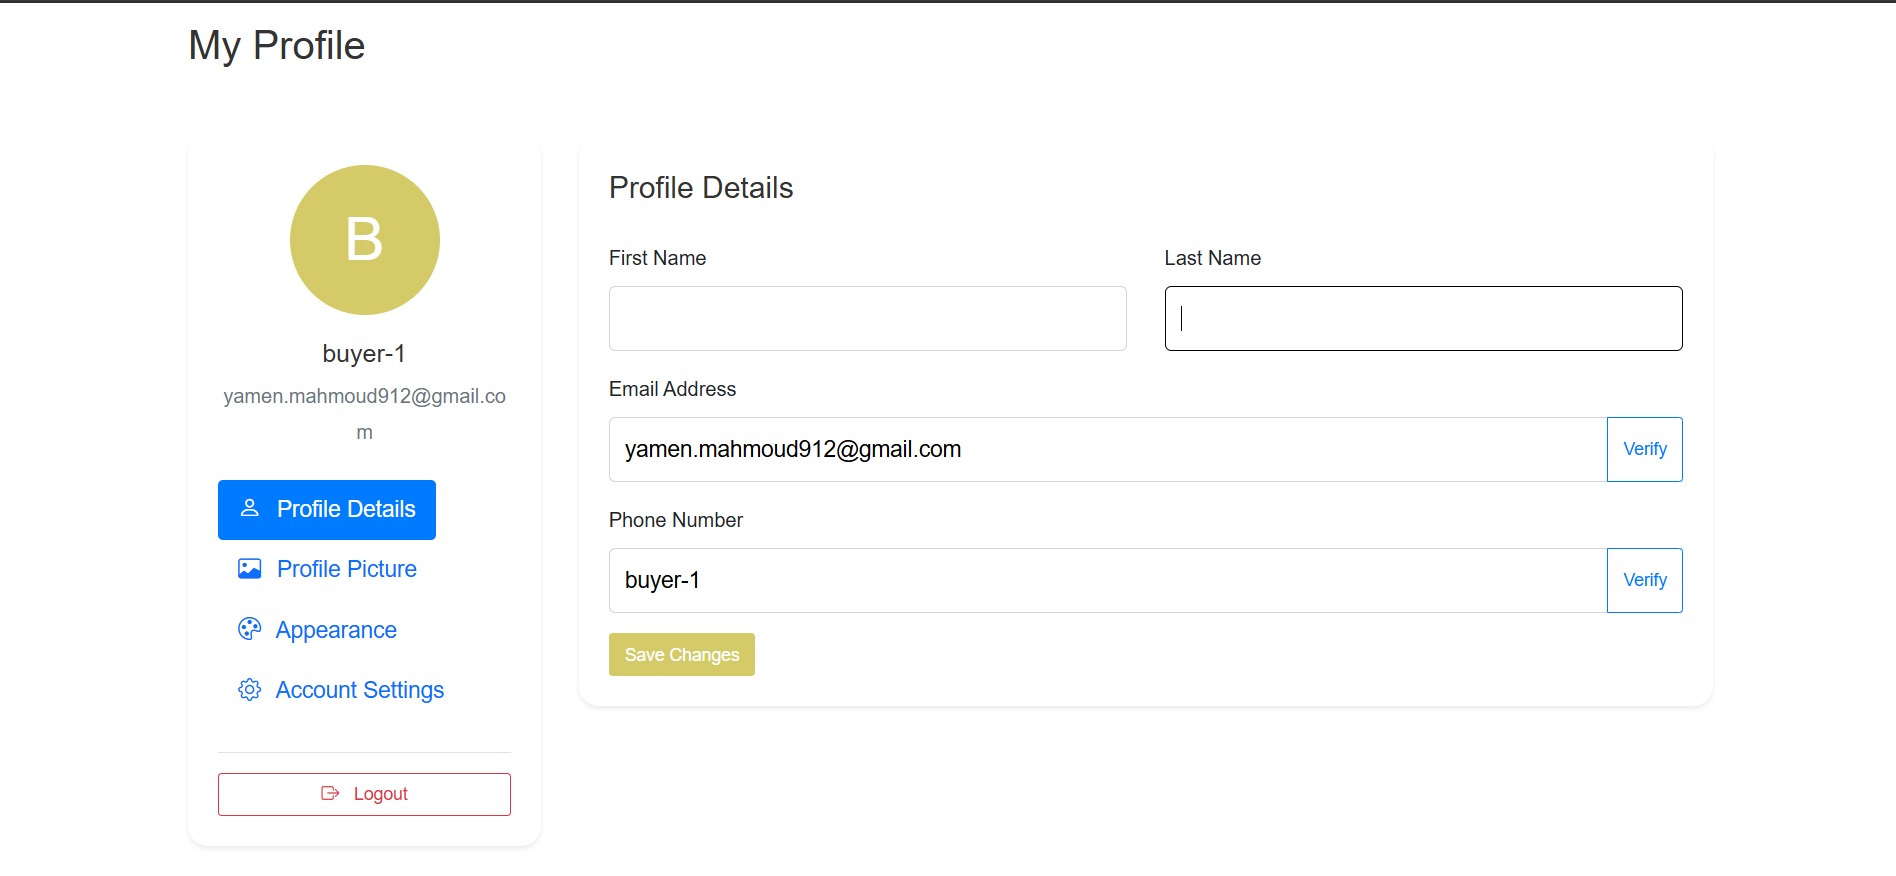 My Profile
B
buyer-1
yamen.mahmoud912@gmail.co
m
Profile Details
Profile Picture
Appearance
Account Settings
Logout
Profile Details
First Name
Last Name
Email Address
yamen.mahmoud912@gmail.com
Verify
Phone Number
buyer-1
Verify
Save Changes